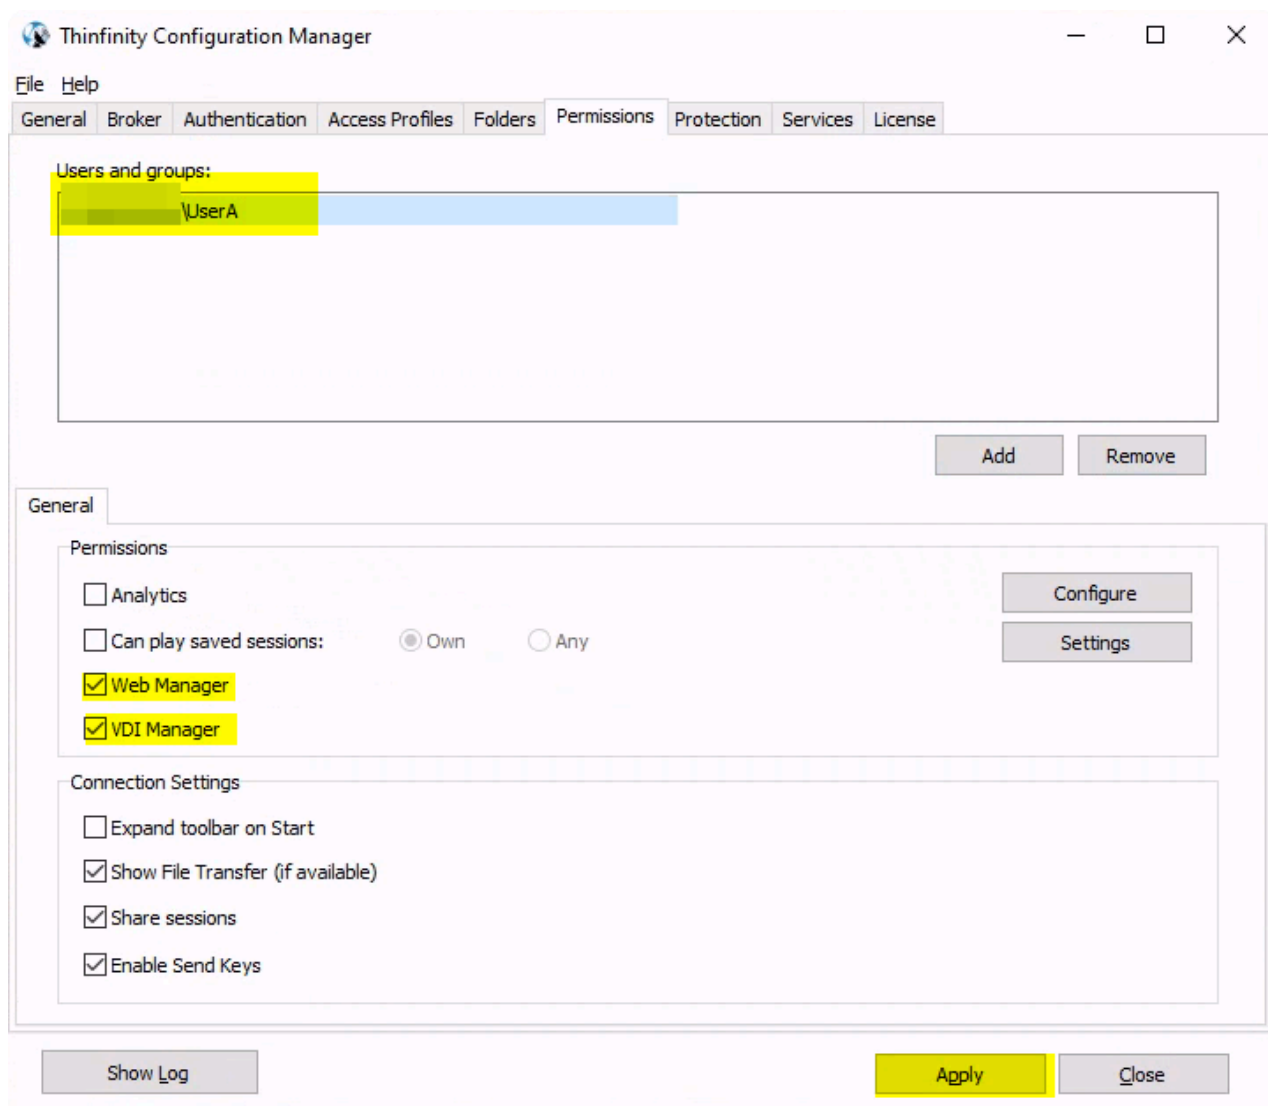 Thinfinity Configuration Manager
File Help
General Broker Authentication Access Profiles Folders Permissions Protection Services License
Users and groups:
\UserA
Add Remove
General
Permissions
Analytics Configure
Can play saved sessions: Own Any Settings
Web Manager
VDI Manager
Connection Settings
Expand toolbar on Start
Show File Transfer (if available)
Share sessions
Enable Send Keys
Show Log Apply Close